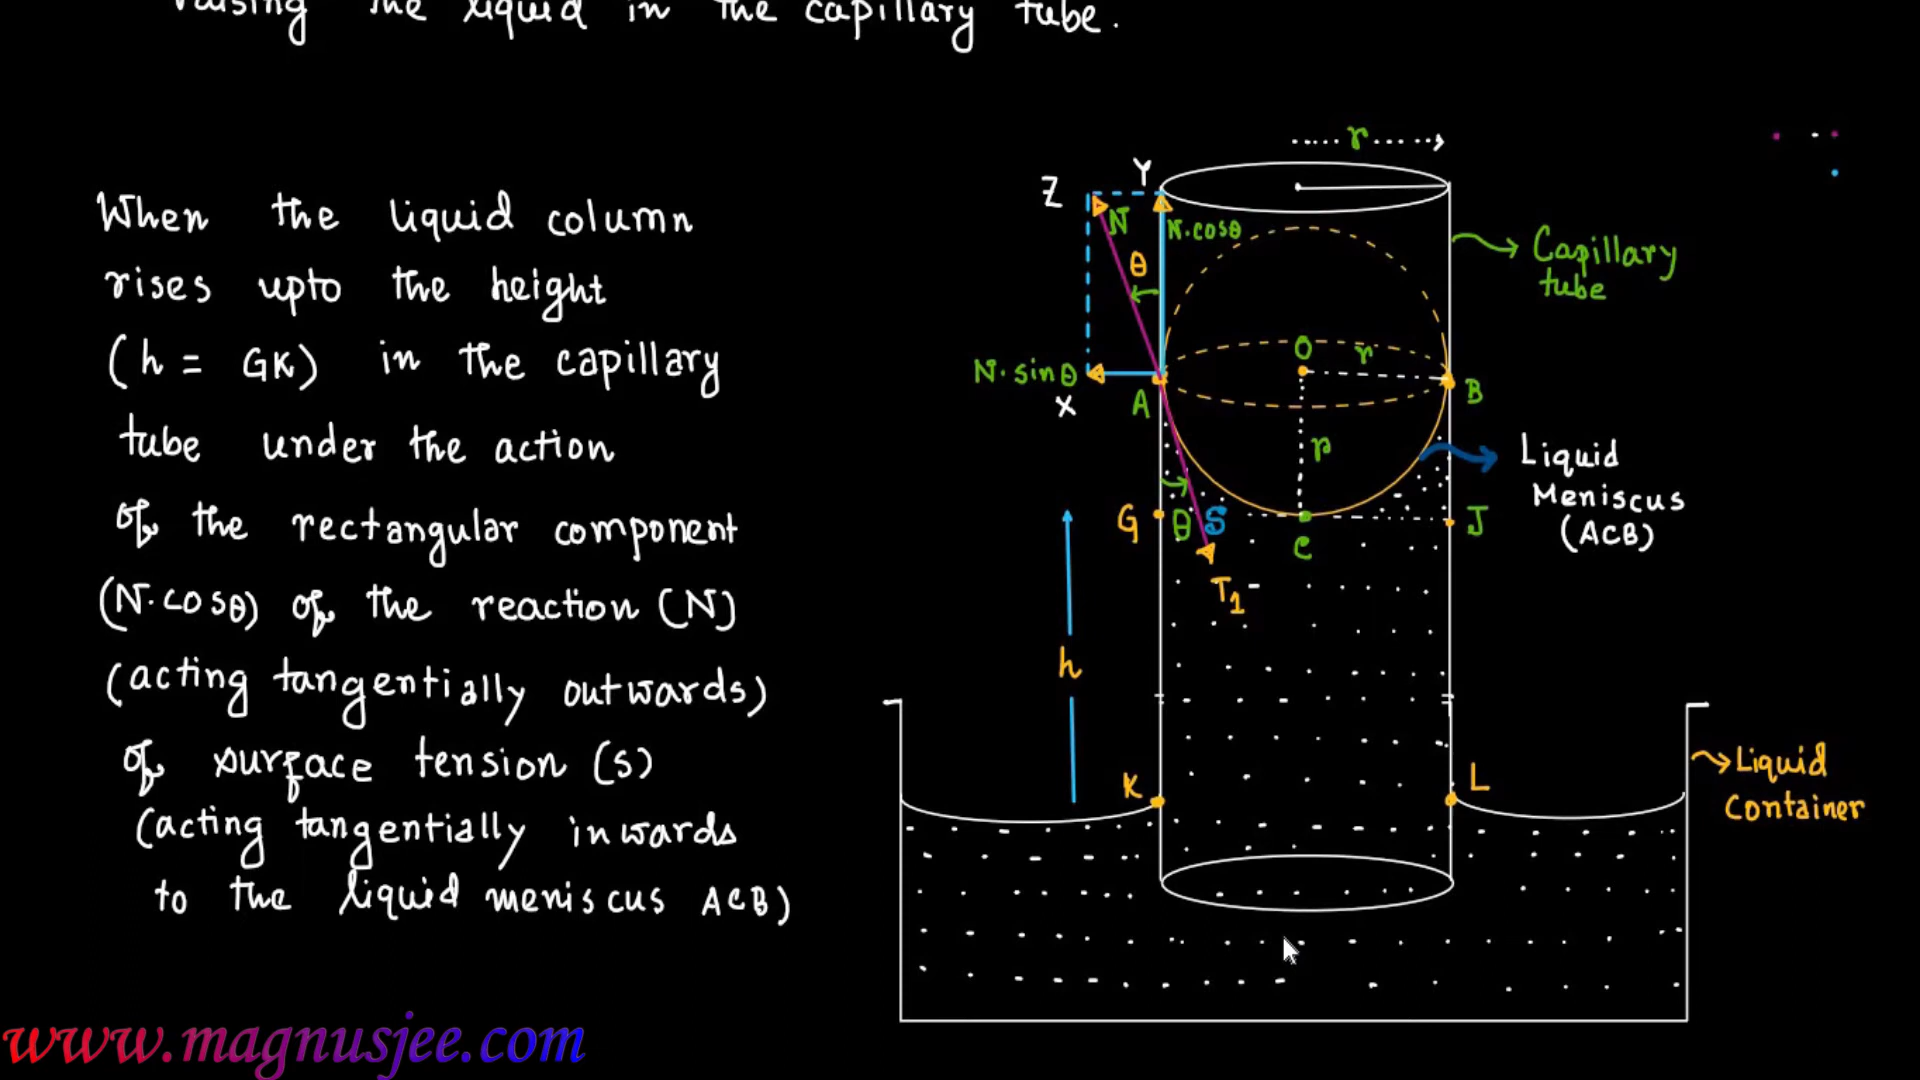 raising the liquid in the capillary tube.
When the liquid column
rises upto the height
(h = GK) in the capillary
tube under the action
of the rectangular component
(N.cosθ) of the reaction (N)
(acting tangentially outwards)
of surface tension (s)
(acting tangentially inwards
to the liquid meniscus ACB)
r
Z
Y
N
N.cosθ
θ
Capillary
tube
O
r
N.sinθ
X
A
B
r
Liquid
Meniscus
(ACB)
G
θ
S
C
J
T1
h
K
L
Liquid
Container
www.magnusjee.com